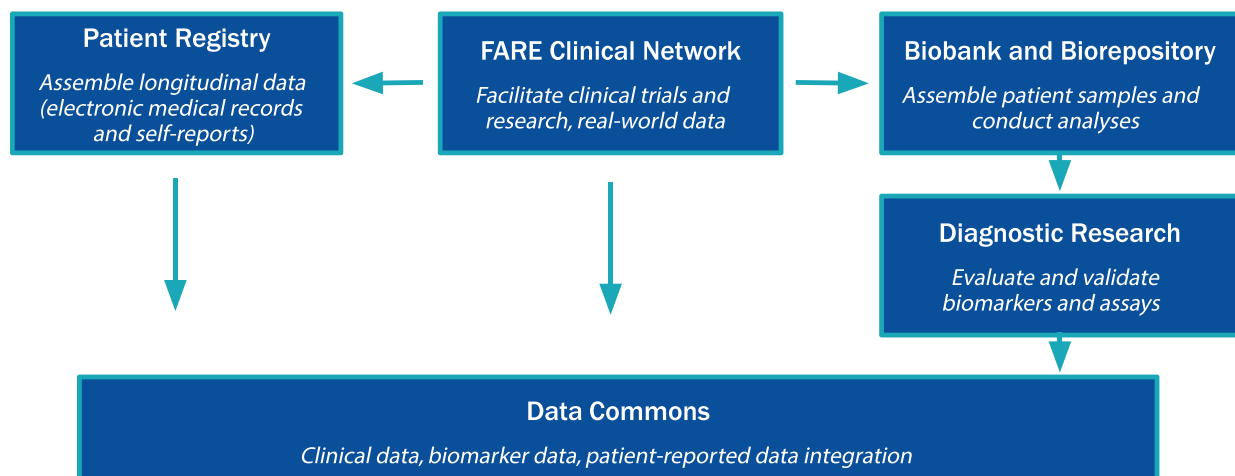 Patient Registry
Assemble longitudinal data
(electronic medical records
and self-reports)
FARE Clinical Network
Facilitate clinical trials and
research, real-world data
Biobank and Biorepository
Assemble patient samples and
conduct analyses
Diagnostic Research
Evaluate and validate
biomarkers and assays
Data Commons
Clinical data, biomarker data, patient-reported data integration